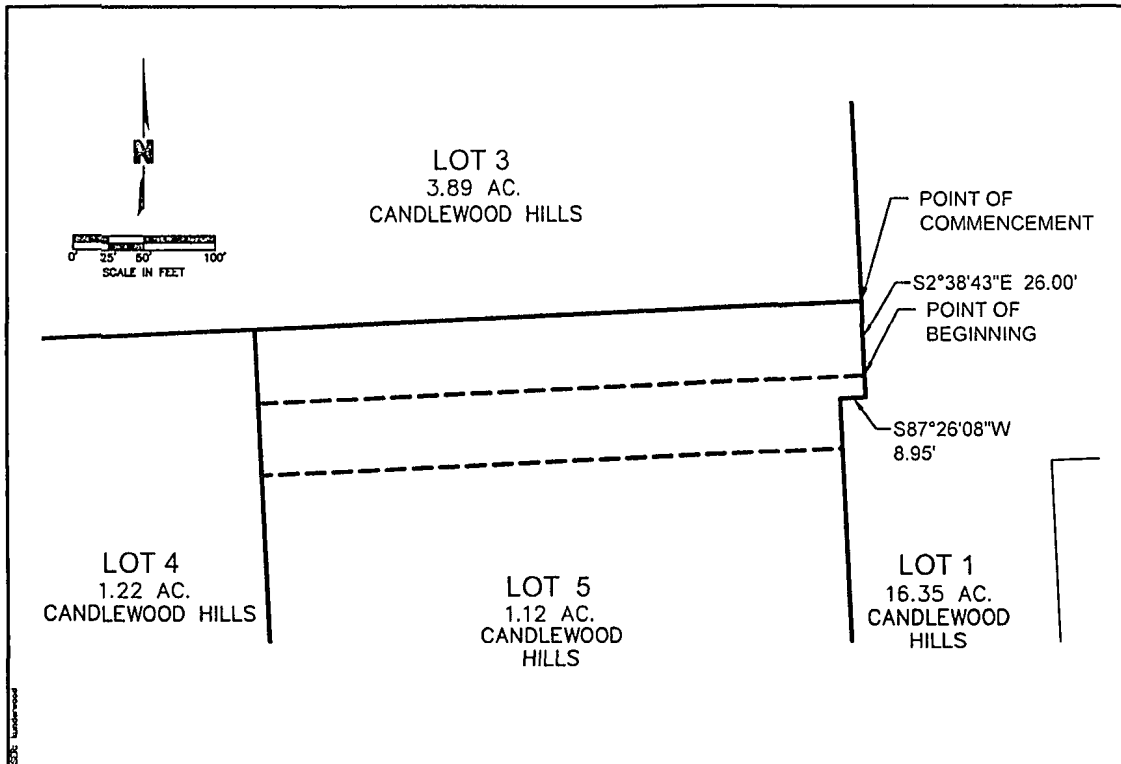 N
0' 25' 50' 100'
SCALE IN FEET
LOT 3
3.89 AC.
CANDLEWOOD HILLS
POINT OF
COMMENCEMENT
S2°38'43"E 26.00'
POINT OF
BEGINNING
S87°26'08"W
8.95'
LOT 4
1.22 AC.
CANDLEWOOD HILLS
LOT 5
1.12 AC.
CANDLEWOOD
HILLS
LOT 1
16.35 AC.
CANDLEWOOD
HILLS